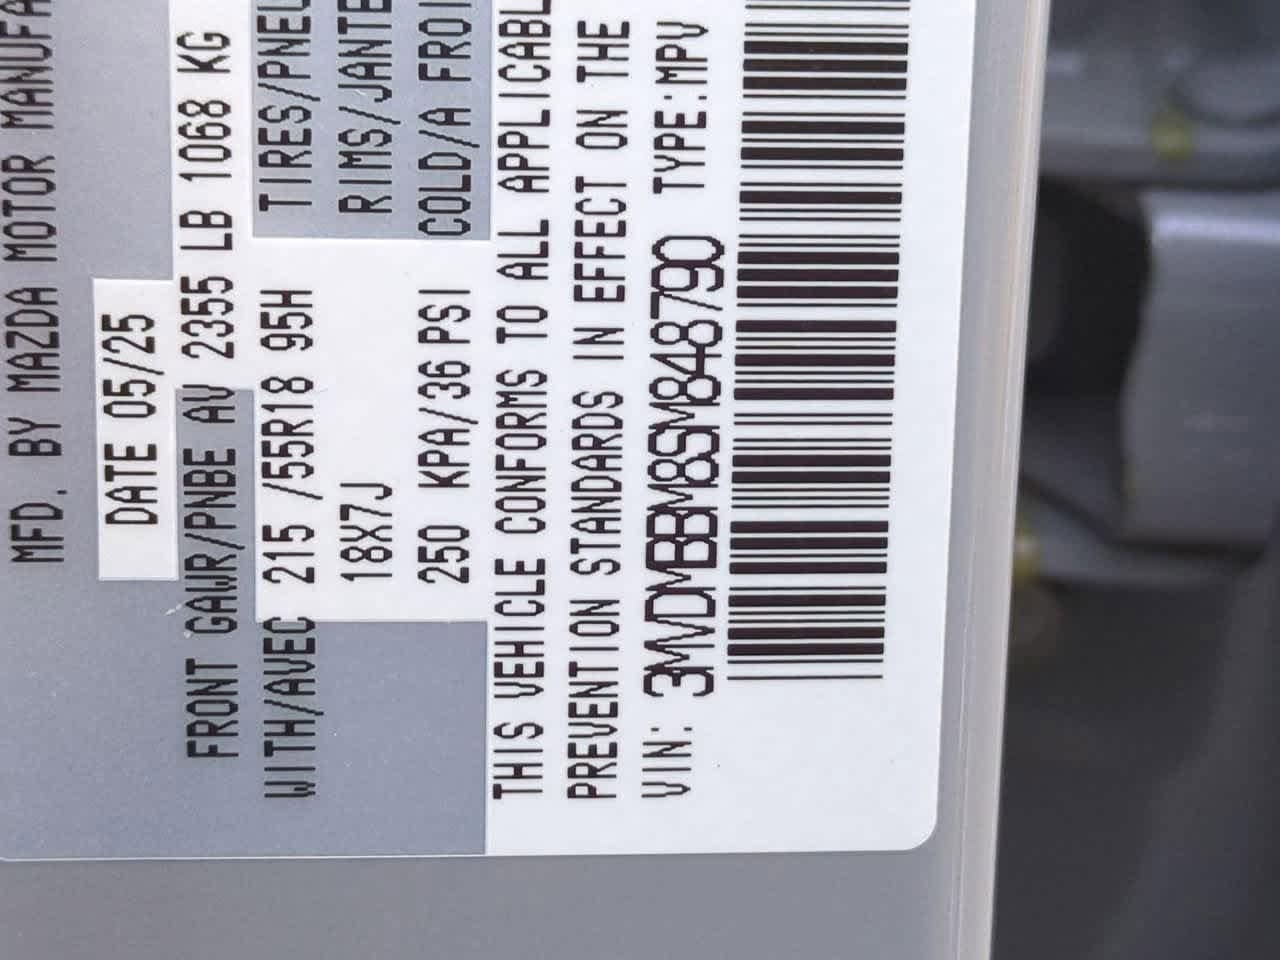 MFD. BY MAZDA MOTOR MANUFA
DATE 05/25
FRONT GAWR/PNBE AV 2355 LB 1068 KG
WITH/AVEC 215 /55R18 95H TIRES/PNEU
18X7J RIMS/JANTE
250 KPA/36 PSI COLD/A FROI
THIS VEHICLE CONFORMS TO ALL APPLICABL
PREVENTION STANDARDS IN EFFECT ON THE
VIN: 3MVDMBBM8SM848790 TYPE:MPV